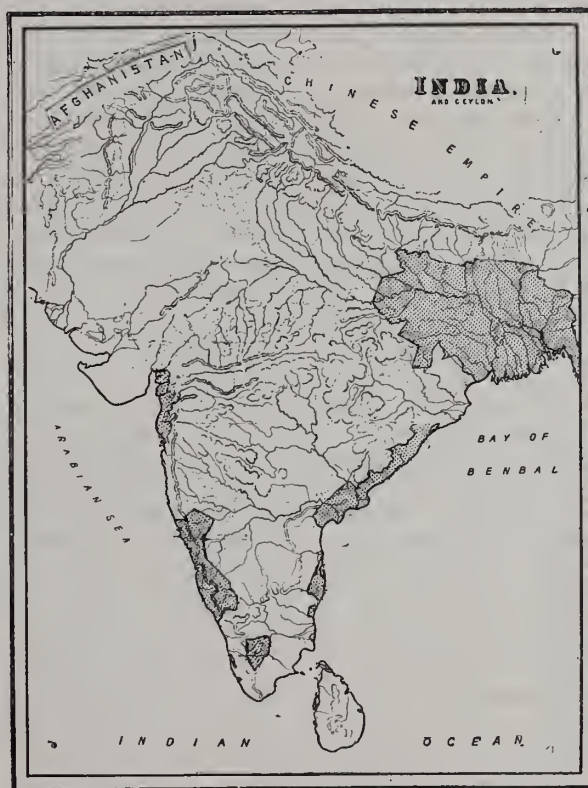 INDIA.
AND CEYLON
AFGHANISTAN
CHINESE EMPIRE
ARABIAN SEA
BAY OF
BENBAL
INDIAN OCEAN